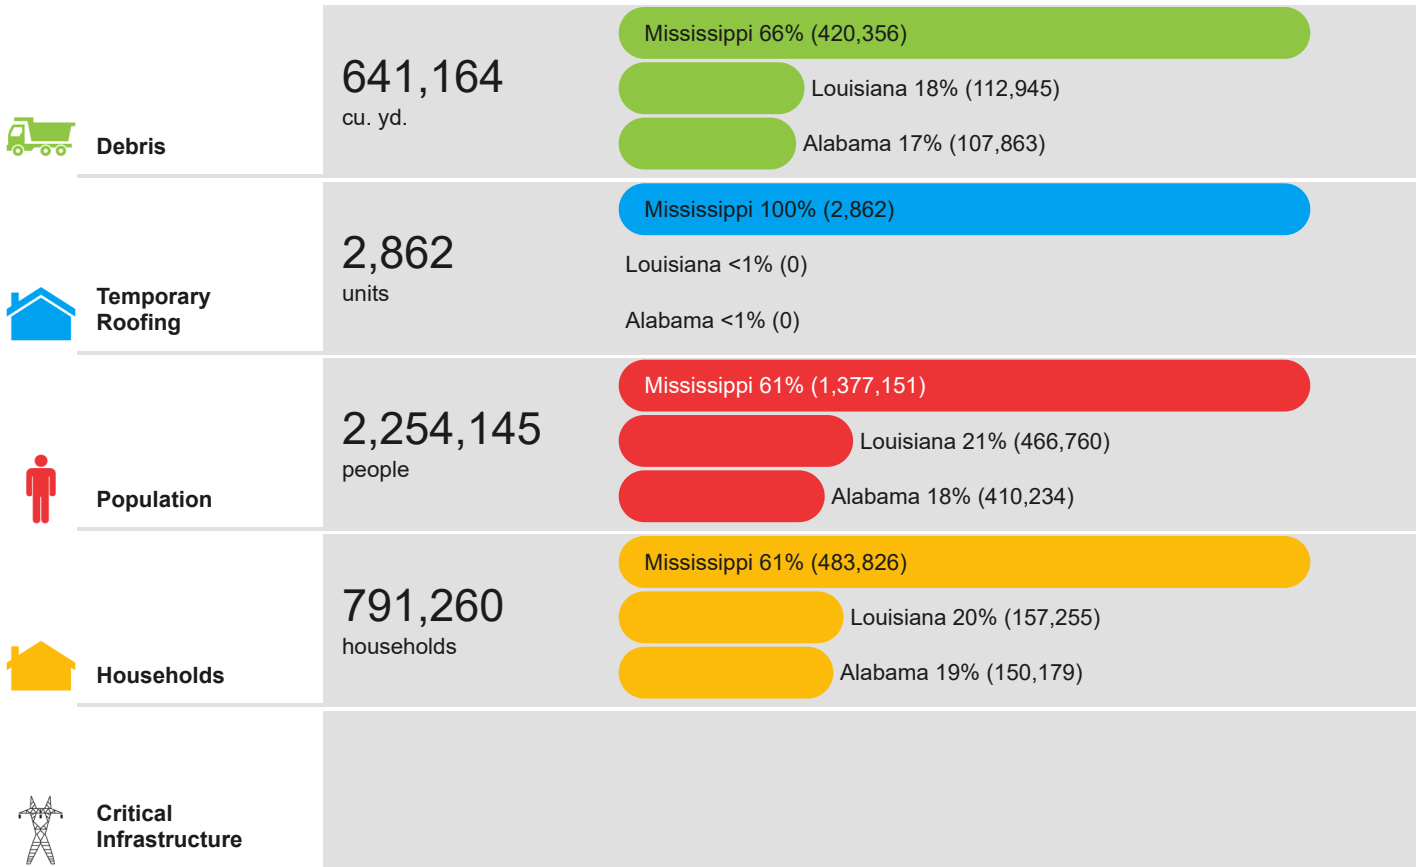 Debris
641,164
cu. yd.
Mississippi 66% (420,356)
Louisiana 18% (112,945)
Alabama 17% (107,863)
Temporary
Roofing
2,862
units
Mississippi 100% (2,862)
Louisiana <1% (0)
Alabama <1% (0)
Population
2,254,145
people
Mississippi 61% (1,377,151)
Louisiana 21% (466,760)
Alabama 18% (410,234)
Households
791,260
households
Mississippi 61% (483,826)
Louisiana 20% (157,255)
Alabama 19% (150,179)
Critical
Infrastructure